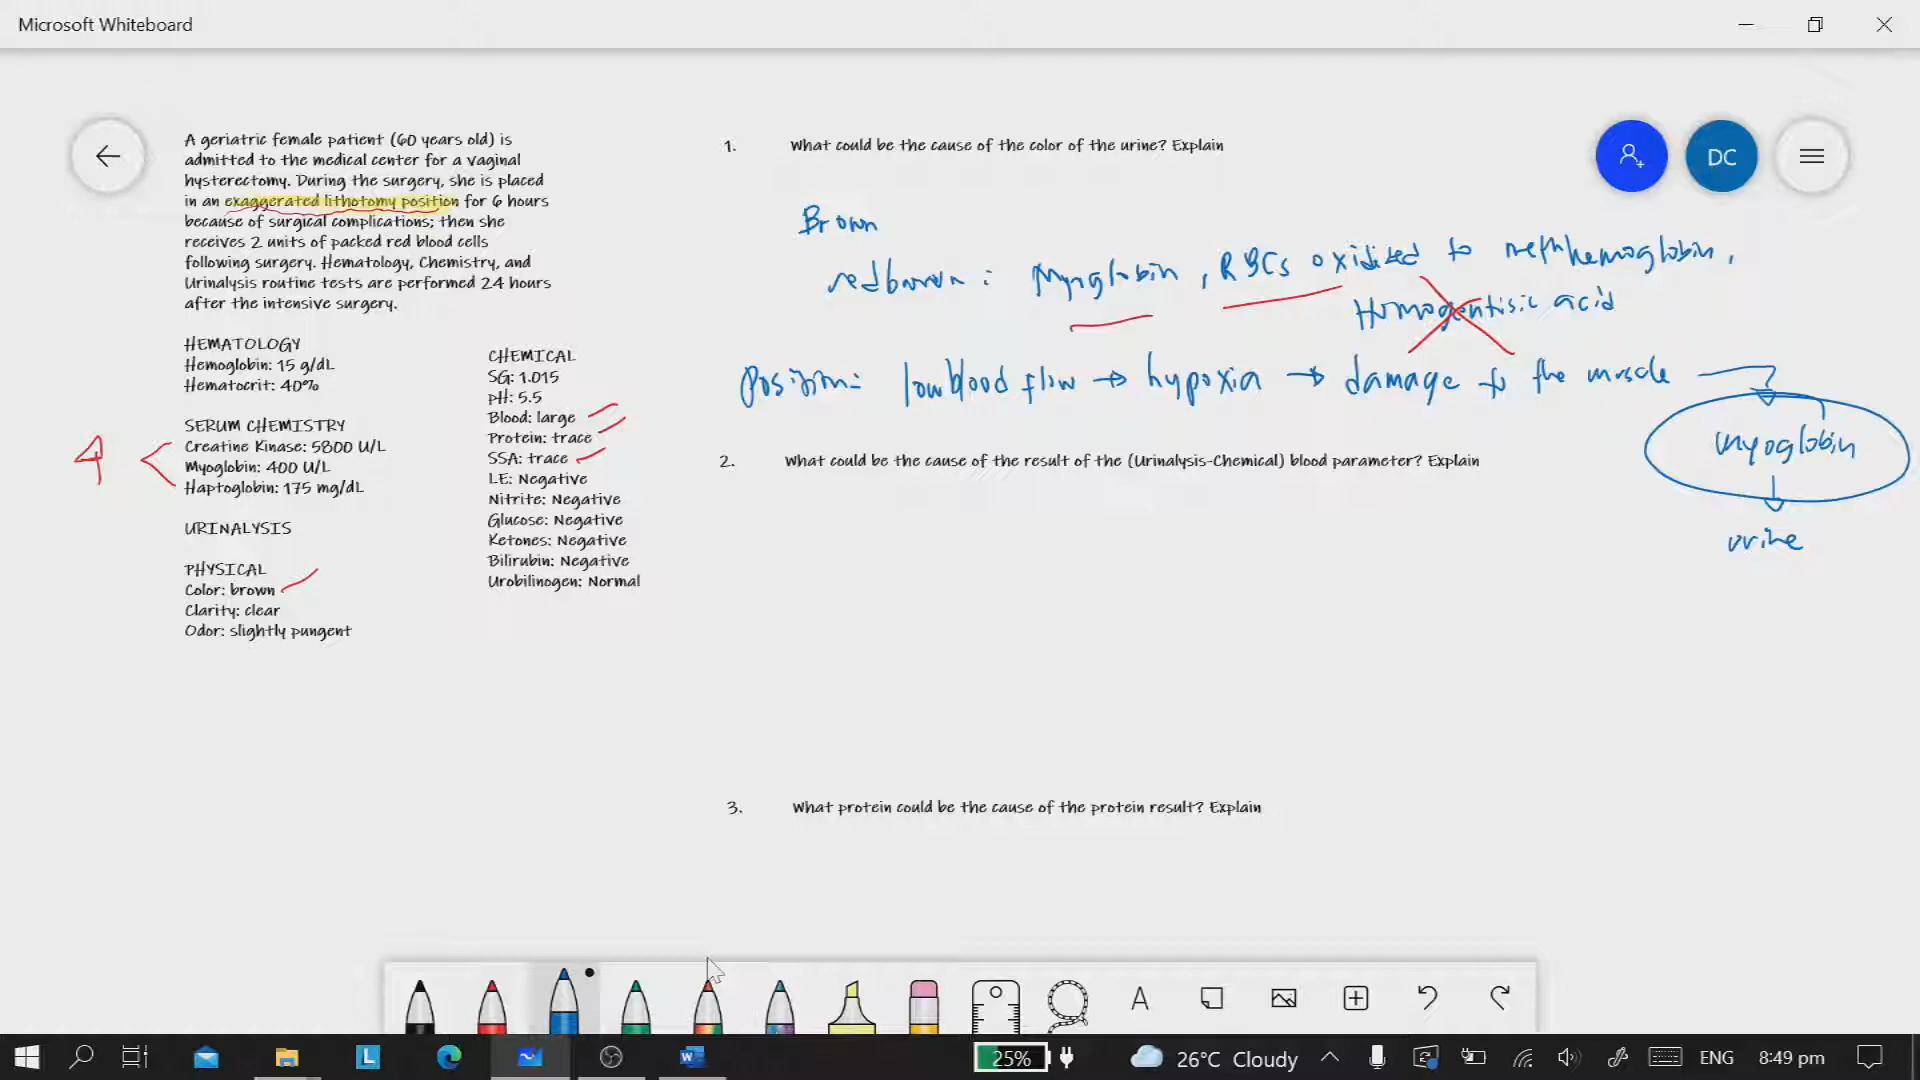 Microsoft Whiteboard
A geriatric female patient (60 years old) is
admitted to the medical center for a vaginal
hysterectomy. During the surgery, she is placed
in an exaggerated lithotomy position for 6 hours
because of surgical complications; then she
receives 2 units of packed red blood cells
following surgery. Hematology, Chemistry, and
Urinalysis routine tests are performed 24 hours
after the intensive surgery.
HEMATOLOGY
Hemoglobin: 15 g/dL
Hematocrit: 40%
SERUM CHEMISTRY
Creatine Kinase: 5800 U/L
Myoglobin: 400 U/L
Haptoglobin: 175 mg/dL
4
URINALYSIS
PHYSICAL
Color: brown
Clarity: clear
Odor: slightly pungent
CHEMICAL
SG: 1.015
pH: 5.5
Blood: large
Protein: trace
SSA: trace
LE: Negative
Nitrite: Negative
Glucose: Negative
Ketones: Negative
Bilirubin: Negative
Urobilinogen: Normal
1. What could be the cause of the color of the urine? Explain
Brown
red brown: Myoglobin, RBCs oxidized to methhemoglobin,
Homogentisic acid
Position: low blood flow → hypoxia → damage to the muscle
myoglobin
urine
2. What could be the cause of the result of the (Urinalysis-Chemical) blood parameter? Explain
3. What protein could be the cause of the protein result? Explain
DC
A
L
W
25%
26°C Cloudy
ENG
8:49 pm